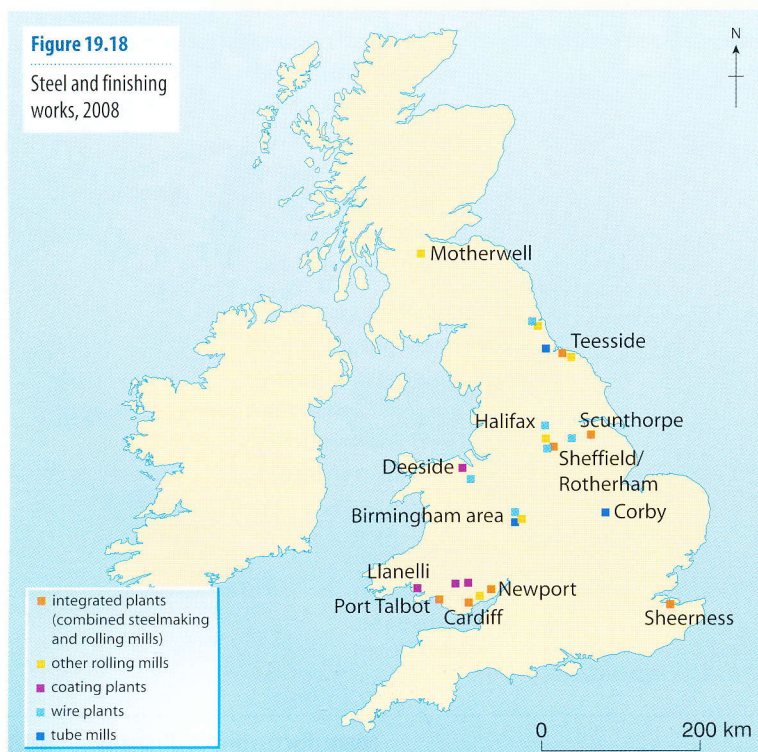 Figure 19.18
Steel and finishing
works, 2008
N
Motherwell
Teesside
Halifax
Scunthorpe
Sheffield/
Rotherham
Deeside
Birmingham area
Corby
Llanelli
Newport
Port Talbot
Cardiff
Sheerness
integrated plants
(combined steelmaking
and rolling mills)
other rolling mills
coating plants
wire plants
tube mills
0
200 km